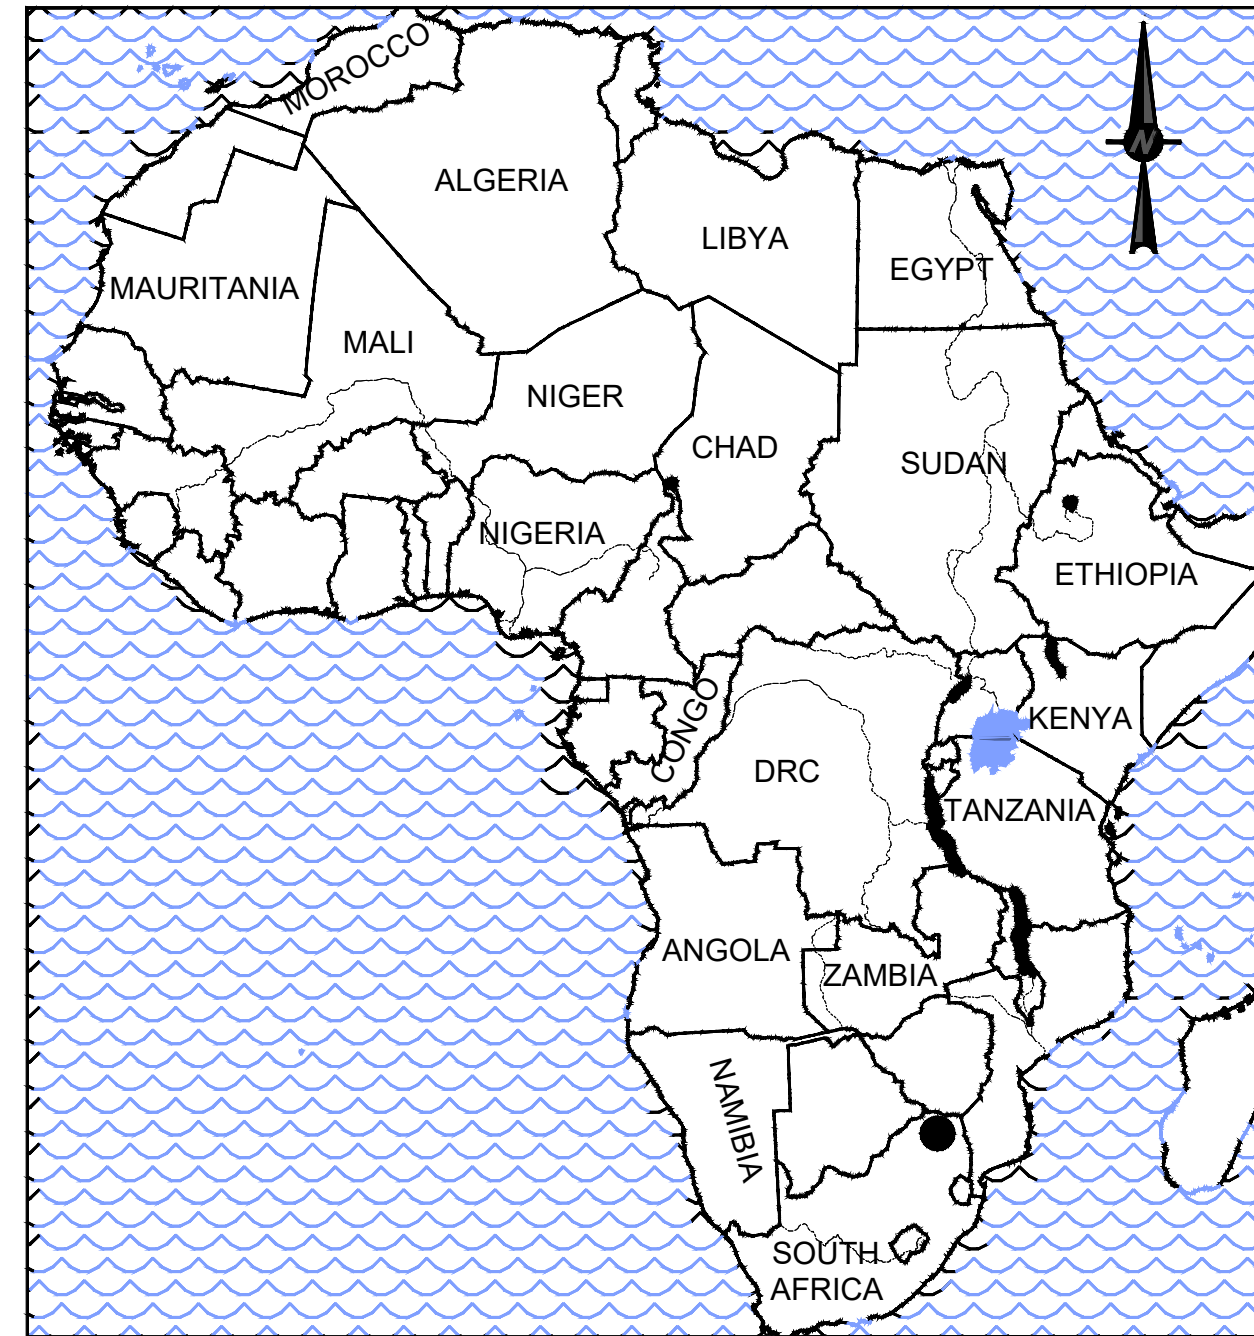 MOROCCO
N
ALGERIA
LIBYA
EGYPT
MAURITANIA
MALI
NIGER
CHAD
SUDAN
NIGERIA
ETHIOPIA
CONGO
KENYA
DRC
TANZANIA
ANGOLA
ZAMBIA
NAMIBIA
SOUTH
AFRICA